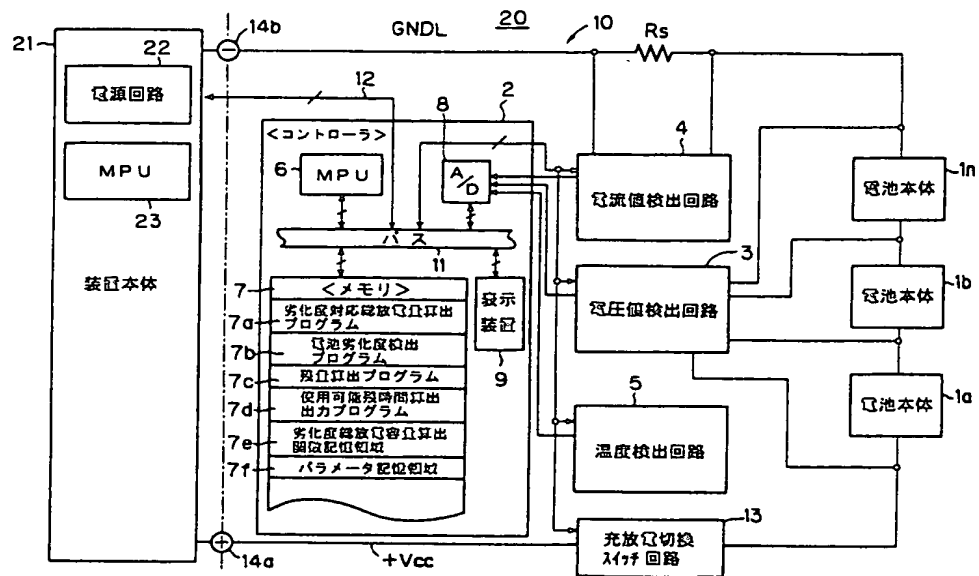 20
10
21
22
14b
GNDL
Rs
12
2
電源回路
8
4
<コントローラ>
6
MPU
A/D
MPU
23
電流値検出回路
1n
電池本体
バス
11
3
装置本体
7
<メモリ>
表示
装置
9
電圧値検出回路
1b
電池本体
7a
劣化度対応総放電量算出
プログラム
7b
電池劣化度検出
プログラム
7c
残量算出プログラム
5
1a
電池本体
7d
使用可能残時間算出
出力プログラム
7e
劣化度総放電容量算出
関数記憶領域
温度検出回路
7f
パラメータ記憶領域
13
充放電切換
スイッチ回路
14a
+Vcc